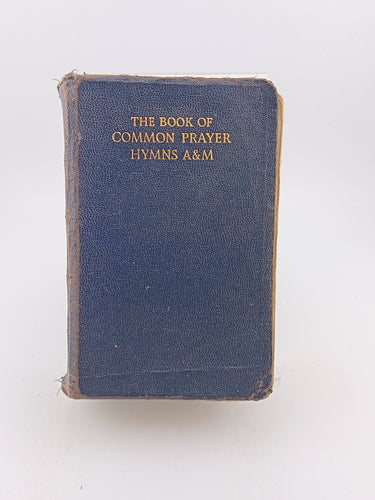 THE BOOK OF
COMMON PRAYER
HYMNS A&M